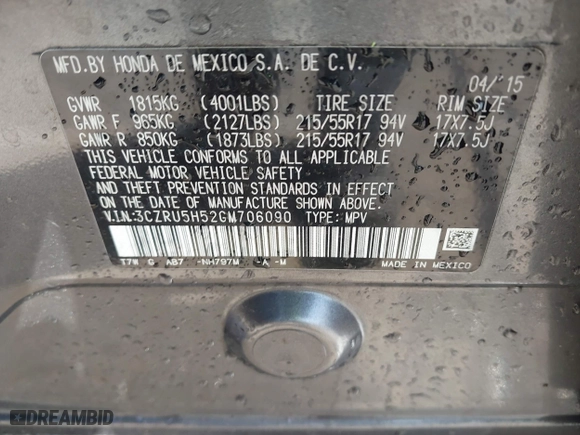 MFD.BY HONDA DE MEXICO S.A. DE C.V.
04/'15
GVWR 1815KG (4001LBS) TIRE SIZE RIM SIZE
GAWR F 965KG (2127LBS) 215/55R17 94V 17X7.5J
GAWR R 850KG (1873LBS) 215/55R17 94V 17X7.5J
THIS VEHICLE CONFORMS TO ALL APPLICABLE
FEDERAL MOTOR VEHICLE SAFETY
AND THEFT PREVENTION STANDARDS IN EFFECT
ON THE DATE OF MANUFACTURE SHOWN ABOVE.
V.I.N:3CZRU5H52GM706090 TYPE: MPV
T7W G AB7 -NH797M -A -M
MADE IN MEXICO
DREAMBID